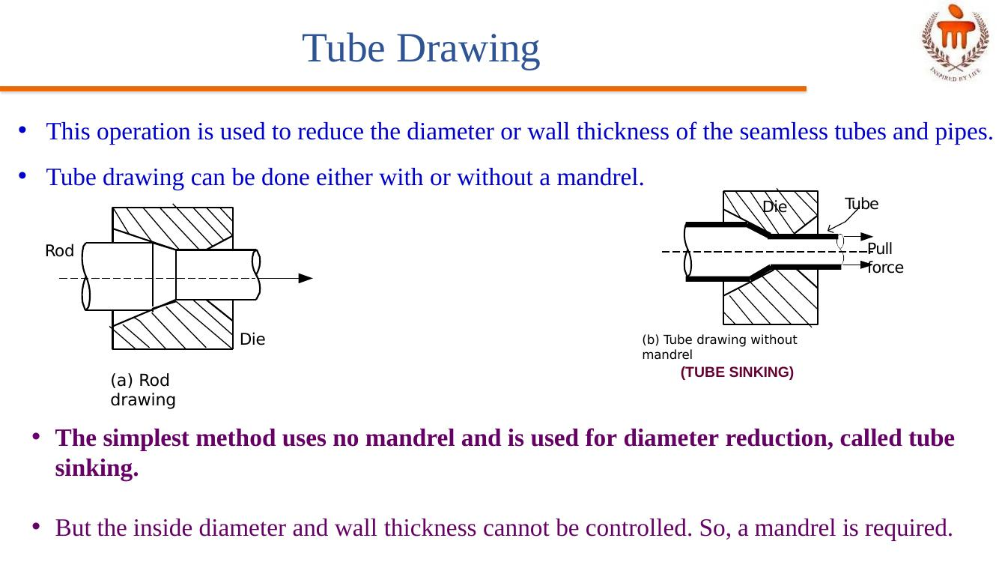 Tube Drawing
INSPIRED BY LIFE
• This operation is used to reduce the diameter or wall thickness of the seamless tubes and pipes.
• Tube drawing can be done either with or without a mandrel.
Rod
Die
(a) Rod
drawing
Die
Tube
Pull
force
(b) Tube drawing without
mandrel
(TUBE SINKING)
• The simplest method uses no mandrel and is used for diameter reduction, called tube
sinking.
• But the inside diameter and wall thickness cannot be controlled. So, a mandrel is required.